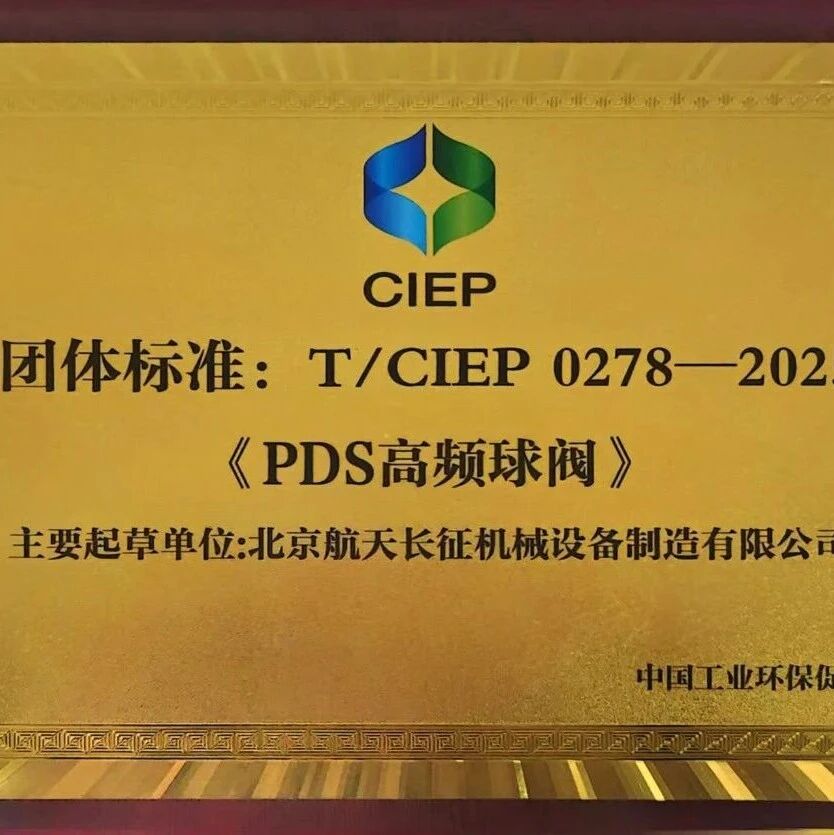 CIEP
团体标准：T/CIEP 0278—202
《PDS高频球阀》
主要起草单位:北京航天长征机械设备制造有限公司
中国工业环保促